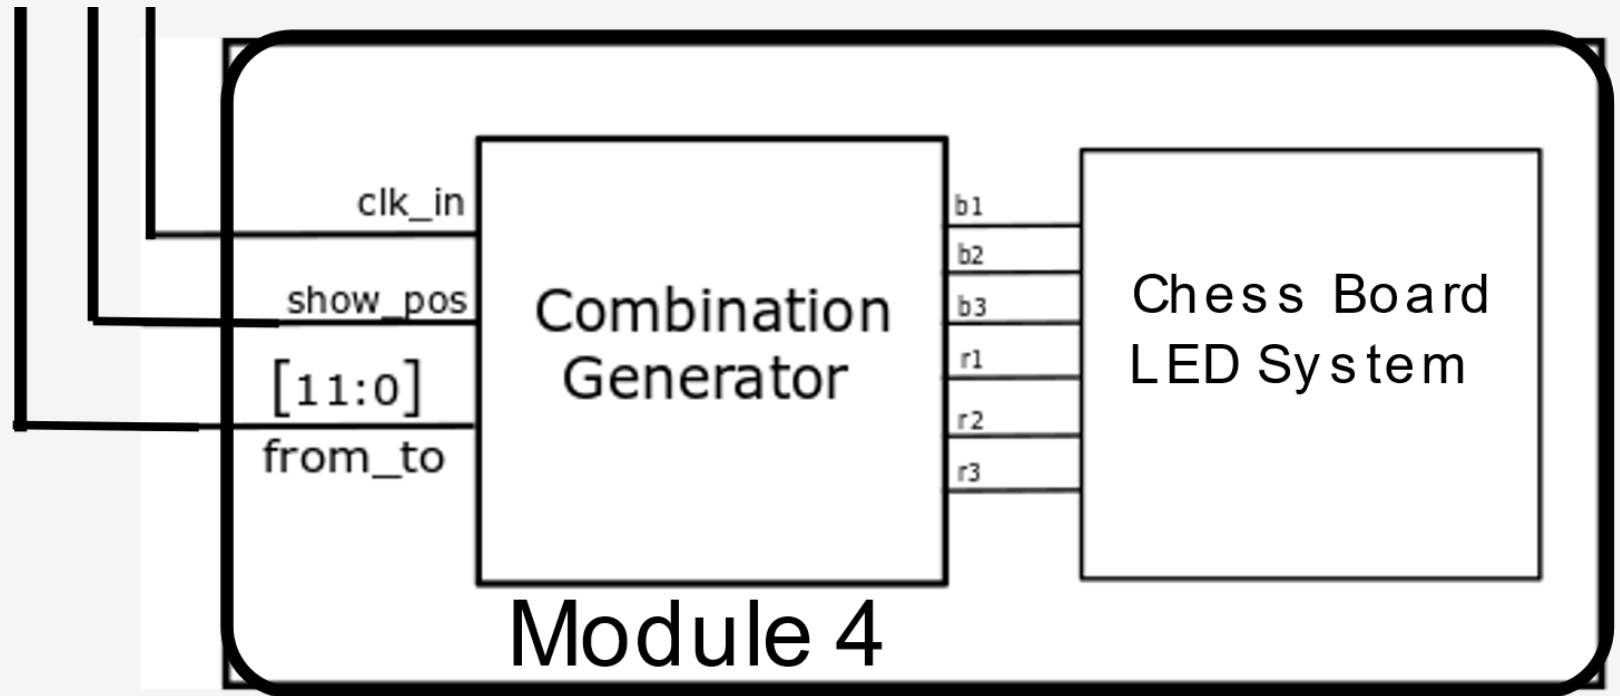 clk_in
show_pos
[11:0]
from_to
Combination
Generator
b1
b2
b3
r1
r2
r3
Chess Board
LED System
Module 4